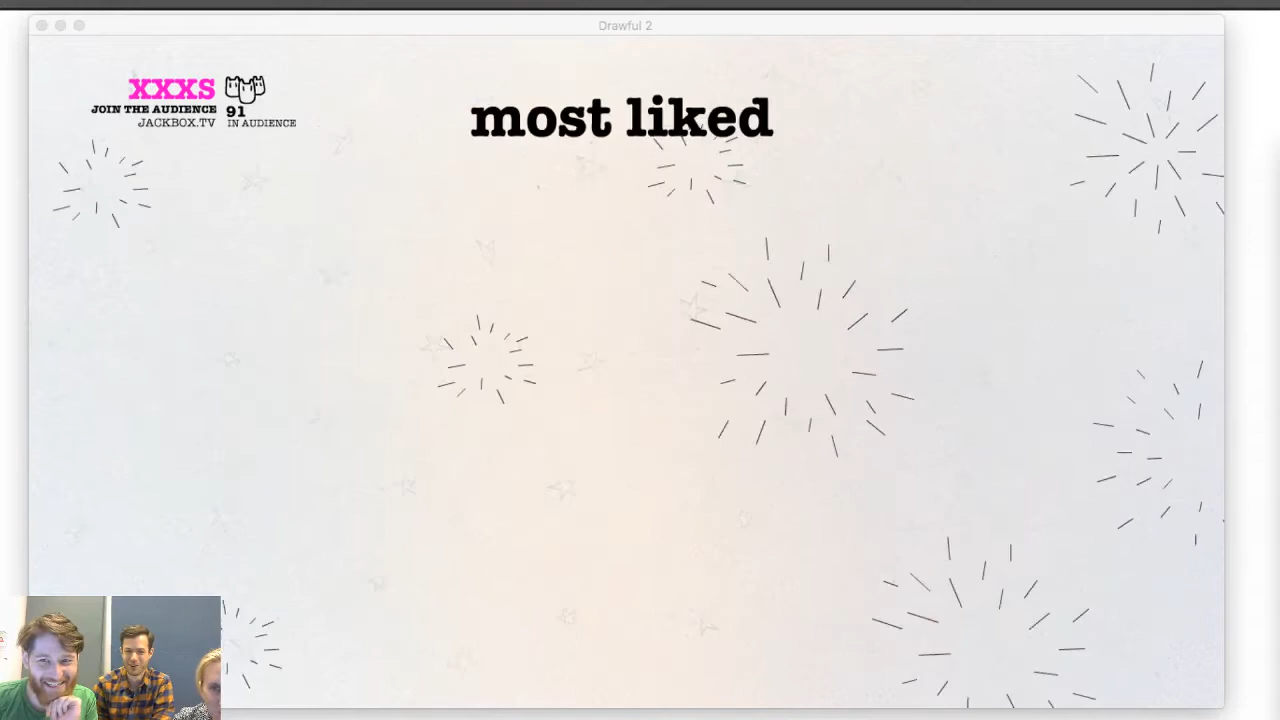 Drawful 2
XXXS
JOIN THE AUDIENCE
JACKBOX.TV
91
IN AUDIENCE
most liked